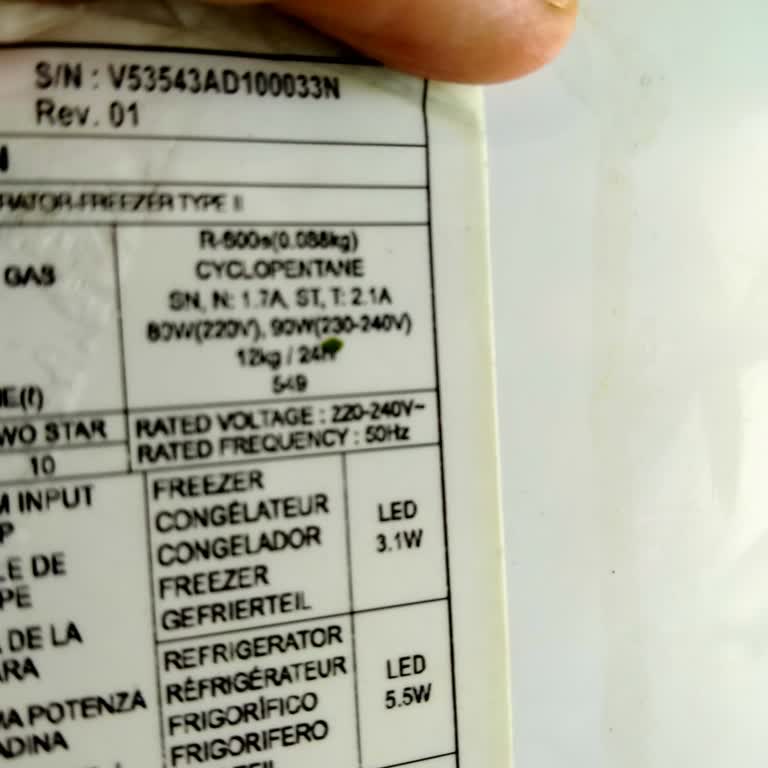 S/N : V53543AD100033N
Rev. 01
RATOR-FREEZER TYPE II
R-600a(0.088kg)
GAS
CYCLOPENTANE
SN, N: 1.7A, ST, T: 2.1A
80W(220V), 90W(230-240V)
12kg / 24H
549
E(ℓ)
WO STAR
RATED VOLTAGE : 220-240V~
RATED FREQUENCY : 50Hz
10
M INPUT
P
LE DE
PE
DE LA
ARA
MA POTENZA
ADINA
FREEZER
CONGÉLATEUR
CONGELADOR
FREEZER
GEFRIERTEIL
LED
3.1W
REFRIGERATOR
RÉFRIGÉRATEUR
FRIGORÍFICO
FRIGORIFERO
LED
5.5W